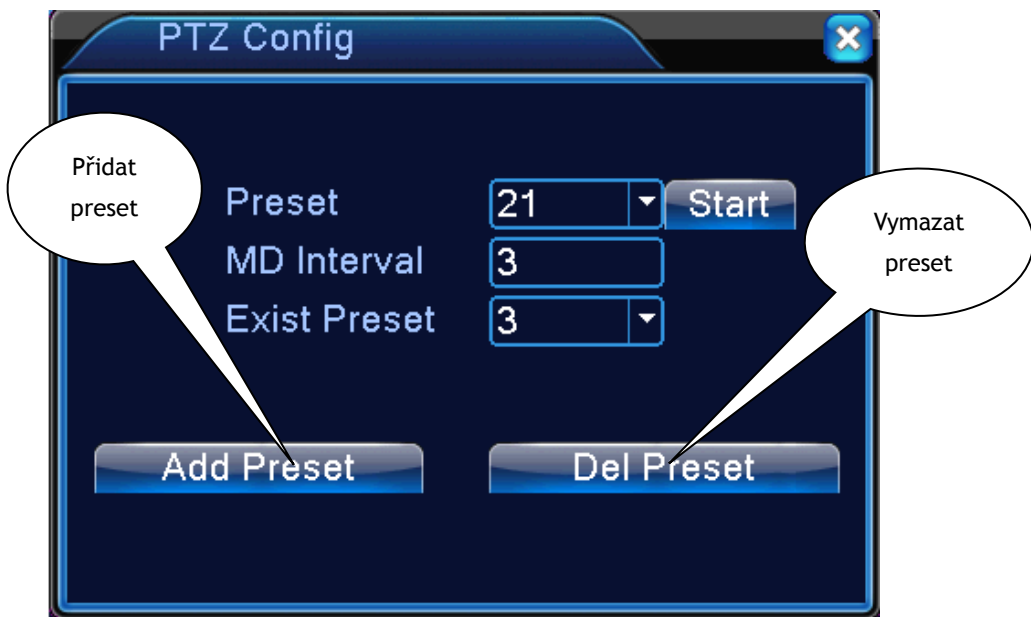 PTZ Config
Přidat
preset
Preset 21 Start
Vymazat
preset
MD Interval 3
Exist Preset 3
Add Preset Del Preset